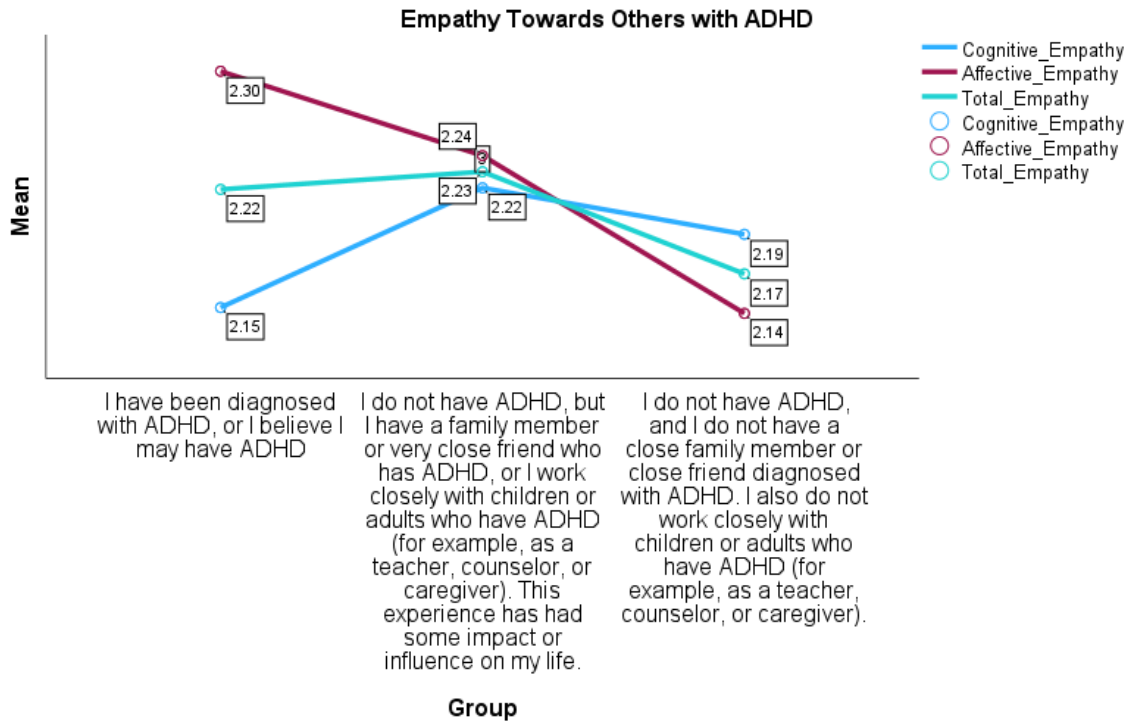 Empathy Towards Others with ADHD
Cognitive_Empathy
Affective_Empathy
Total_Empathy
Cognitive_Empathy
Affective_Empathy
Total_Empathy
Mean
2.30
2.24
2.22
2.23
2.22
2.19
2.17
2.15
2.14
I have been diagnosed
with ADHD, or I believe I
may have ADHD
I do not have ADHD, but
I have a family member
or very close friend who
has ADHD, or I work
closely with children or
adults who have ADHD
(for example, as a
teacher, counselor, or
caregiver). This
experience has had
some impact or
influence on my life.
I do not have ADHD,
and I do not have a
close family member or
close friend diagnosed
with ADHD. I also do not
work closely with
children or adults who
have ADHD (for
example, as a teacher,
counselor, or caregiver).
Group